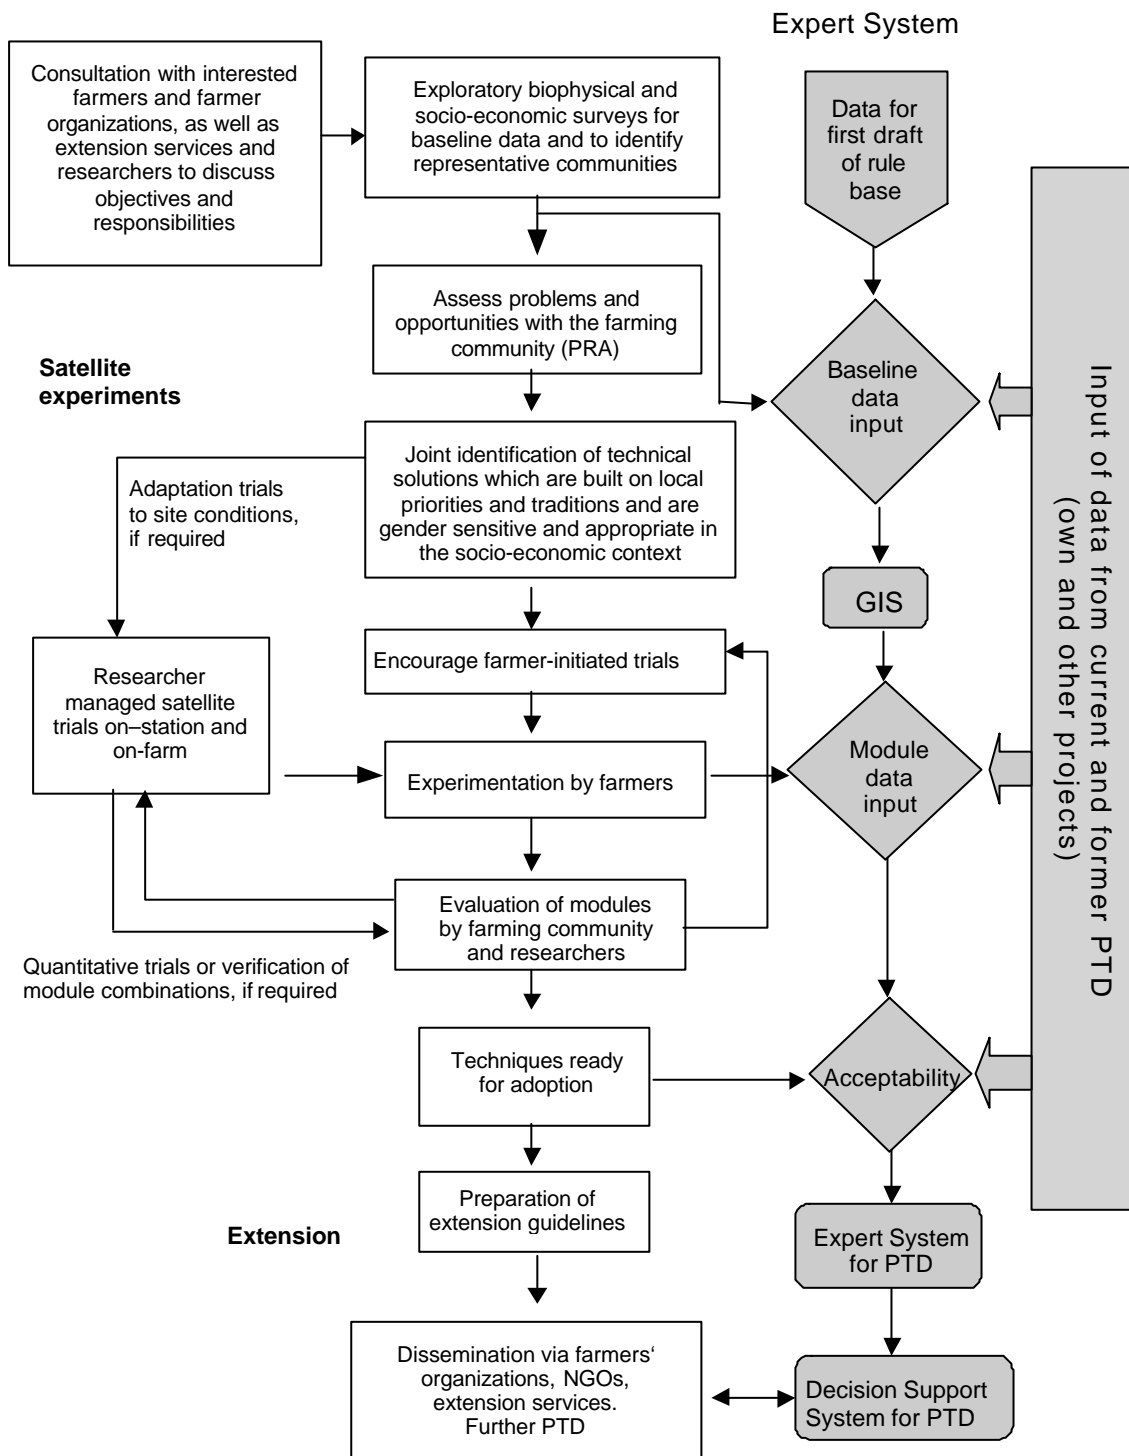 Expert System
Consultation with interested
farmers and farmer
organizations, as well as
extension services and
researchers to discuss
objectives and
responsibilities
Exploratory biophysical and
socio-economic surveys for
baseline data and to identify
representative communities
Data for
first draft
of rule
base
Assess problems and
opportunities with the farming
community (PRA)
Satellite
experiments
Baseline
data
input
Input of data from current and former PTD
(own and other projects)
Joint identification of technical
solutions which are built on local
priorities and traditions and are
gender sensitive and appropriate in
the socio-economic context
Adaptation trials
to site conditions,
if required
GIS
Encourage farmer-initiated trials
Researcher
managed satellite
trials on–station and
on-farm
Experimentation by farmers
Module
data
input
Evaluation of modules
by farming community
and researchers
Quantitative trials or verification of
module combinations, if required
Techniques ready
for adoption
Acceptability
Preparation of
extension guidelines
Extension
Expert System
for PTD
Dissemination via farmers‘
organizations, NGOs,
extension services.
Further PTD
Decision Support
System for PTD